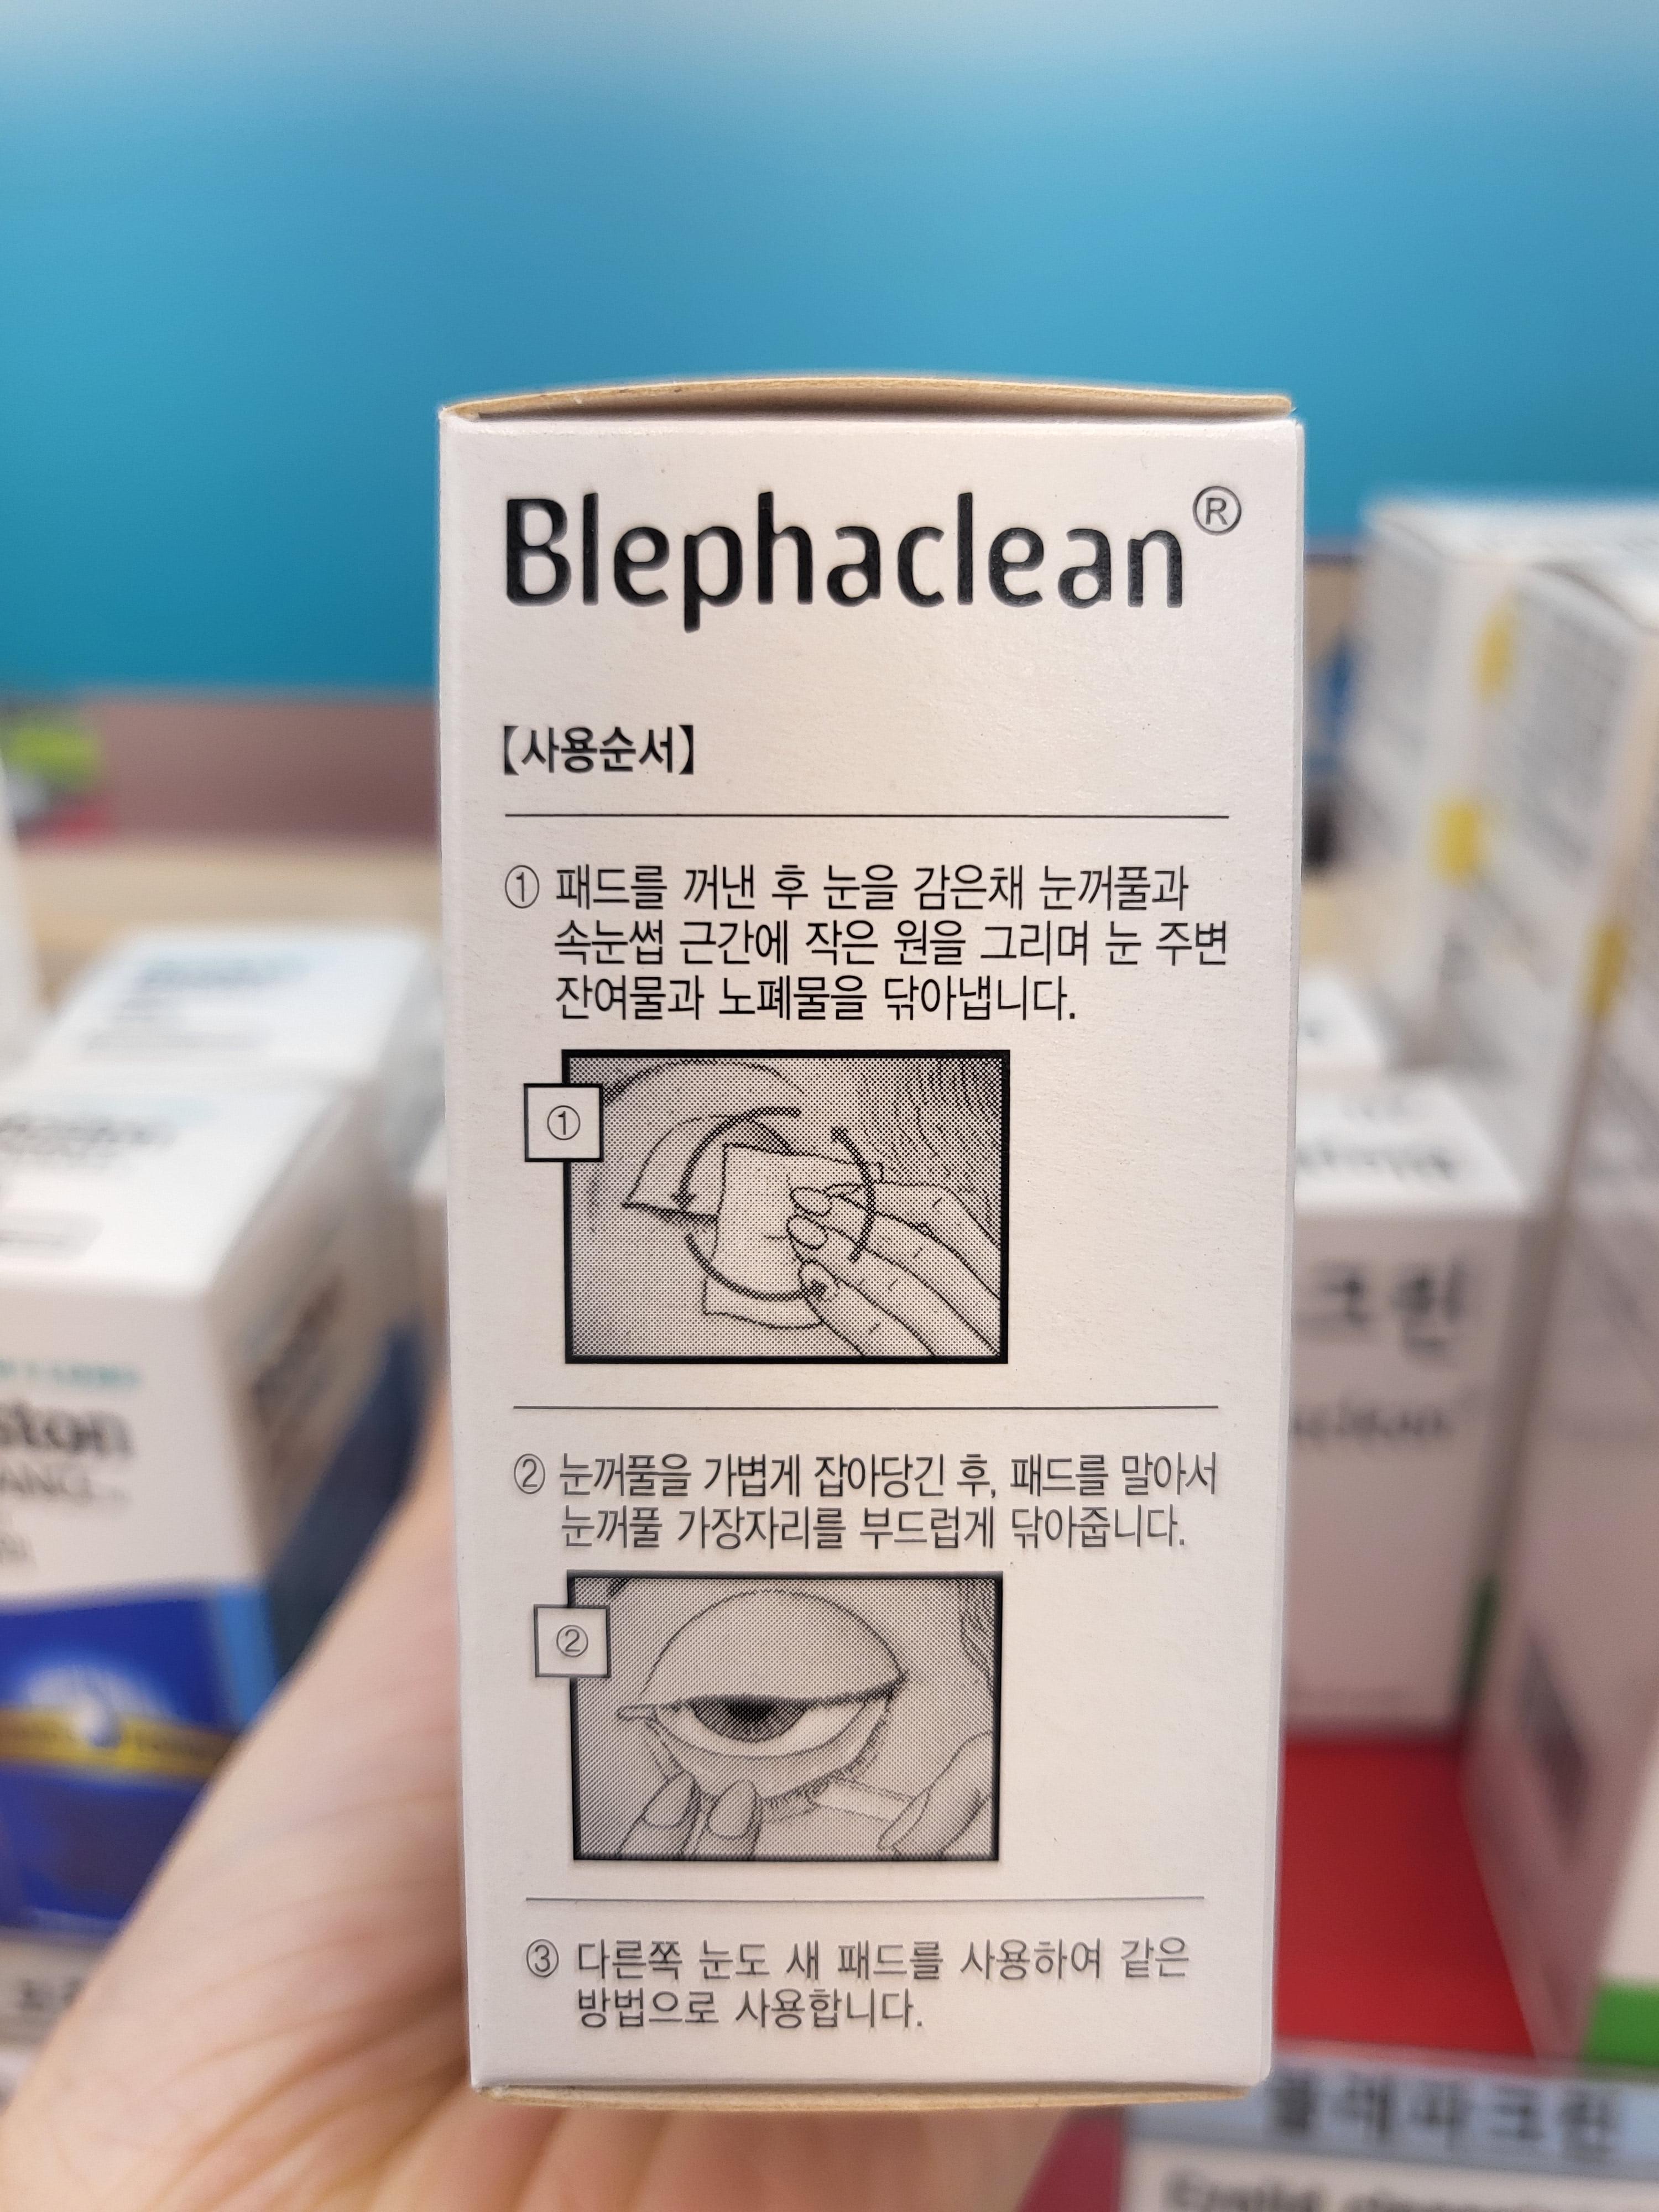 Blephaclean®
【사용순서】
① 패드를 꺼낸 후 눈을 감은채 눈꺼풀과
속눈썹 근간에 작은 원을 그리며 눈 주변
잔여물과 노폐물을 닦아냅니다.
①
② 눈꺼풀을 가볍게 잡아당긴 후, 패드를 말아서
눈꺼풀 가장자리를 부드럽게 닦아줍니다.
②
③ 다른쪽 눈도 새 패드를 사용하여 같은
방법으로 사용합니다.
블레파크린